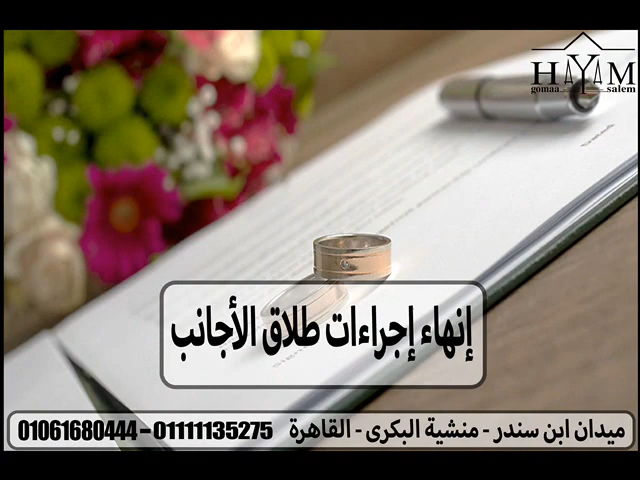 HAYAM
gomaa salem
إنهاء إجراءات طلاق الأجانب
ميدان ابن سندر - منشية البكرى - القاهرة 01111135275 - 01061680444